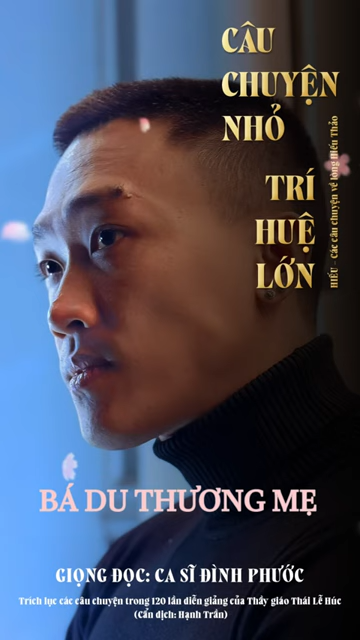 CÂU
CHUYỆN
NHỎ
TRÍ
HUỆ
LỚN
HIẾU - Các câu chuyện về lòng Hiếu Thảo
BÁ DU THƯƠNG MẸ
GIỌNG ĐỌC: CA SĨ ĐÌNH PHƯỚC
Trích lục các câu chuyện trong 120 lần diễn giảng của Thầy giáo Thái Lễ Húc
(Cẩn dịch: Hạnh Trần)